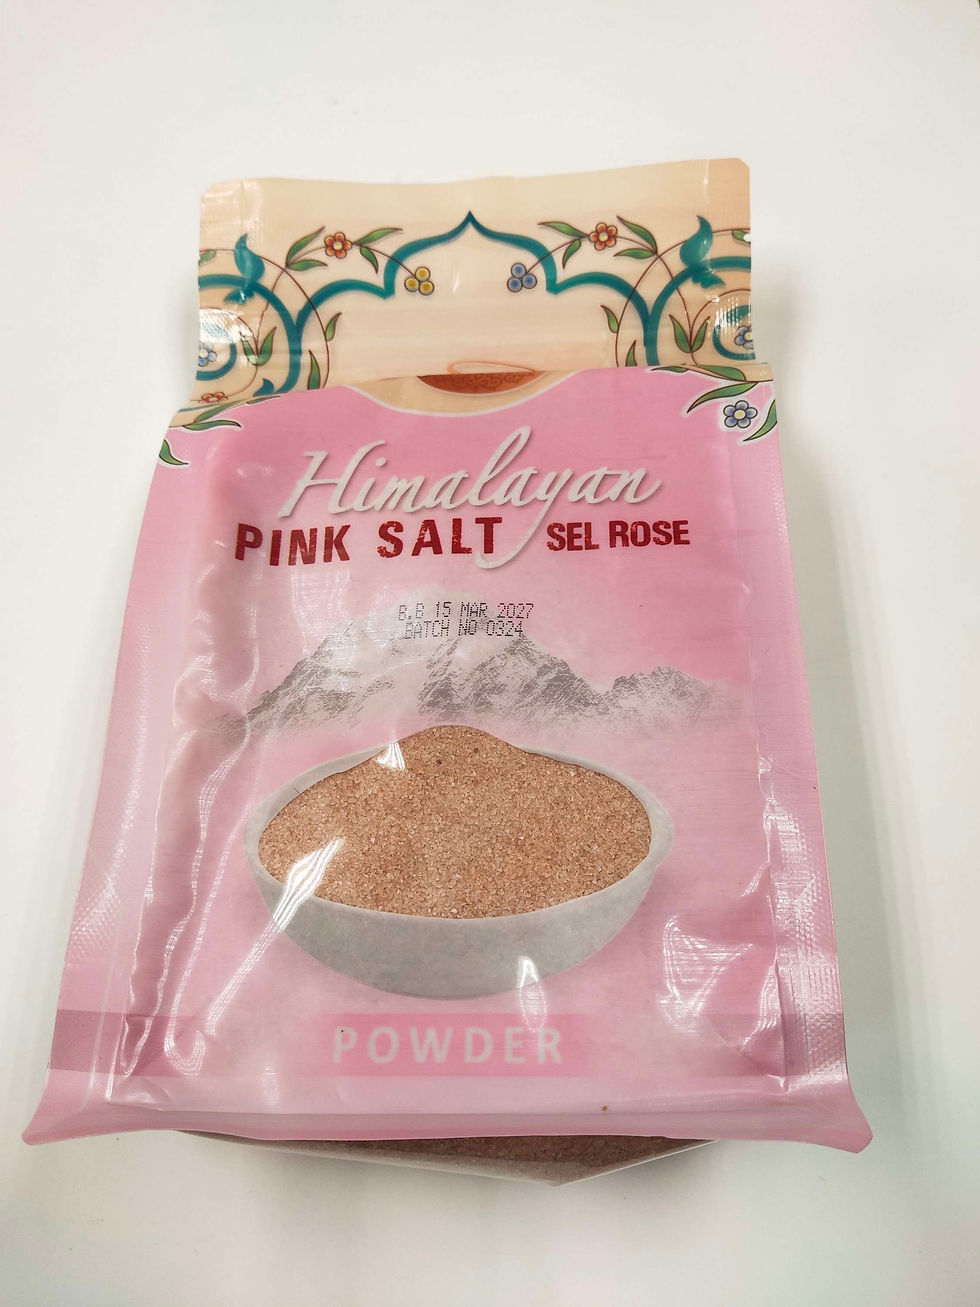 Himalayan
PINK SALT SEL ROSE
B.B 15 MAR 2027
BATCH NO 0324
POWDER